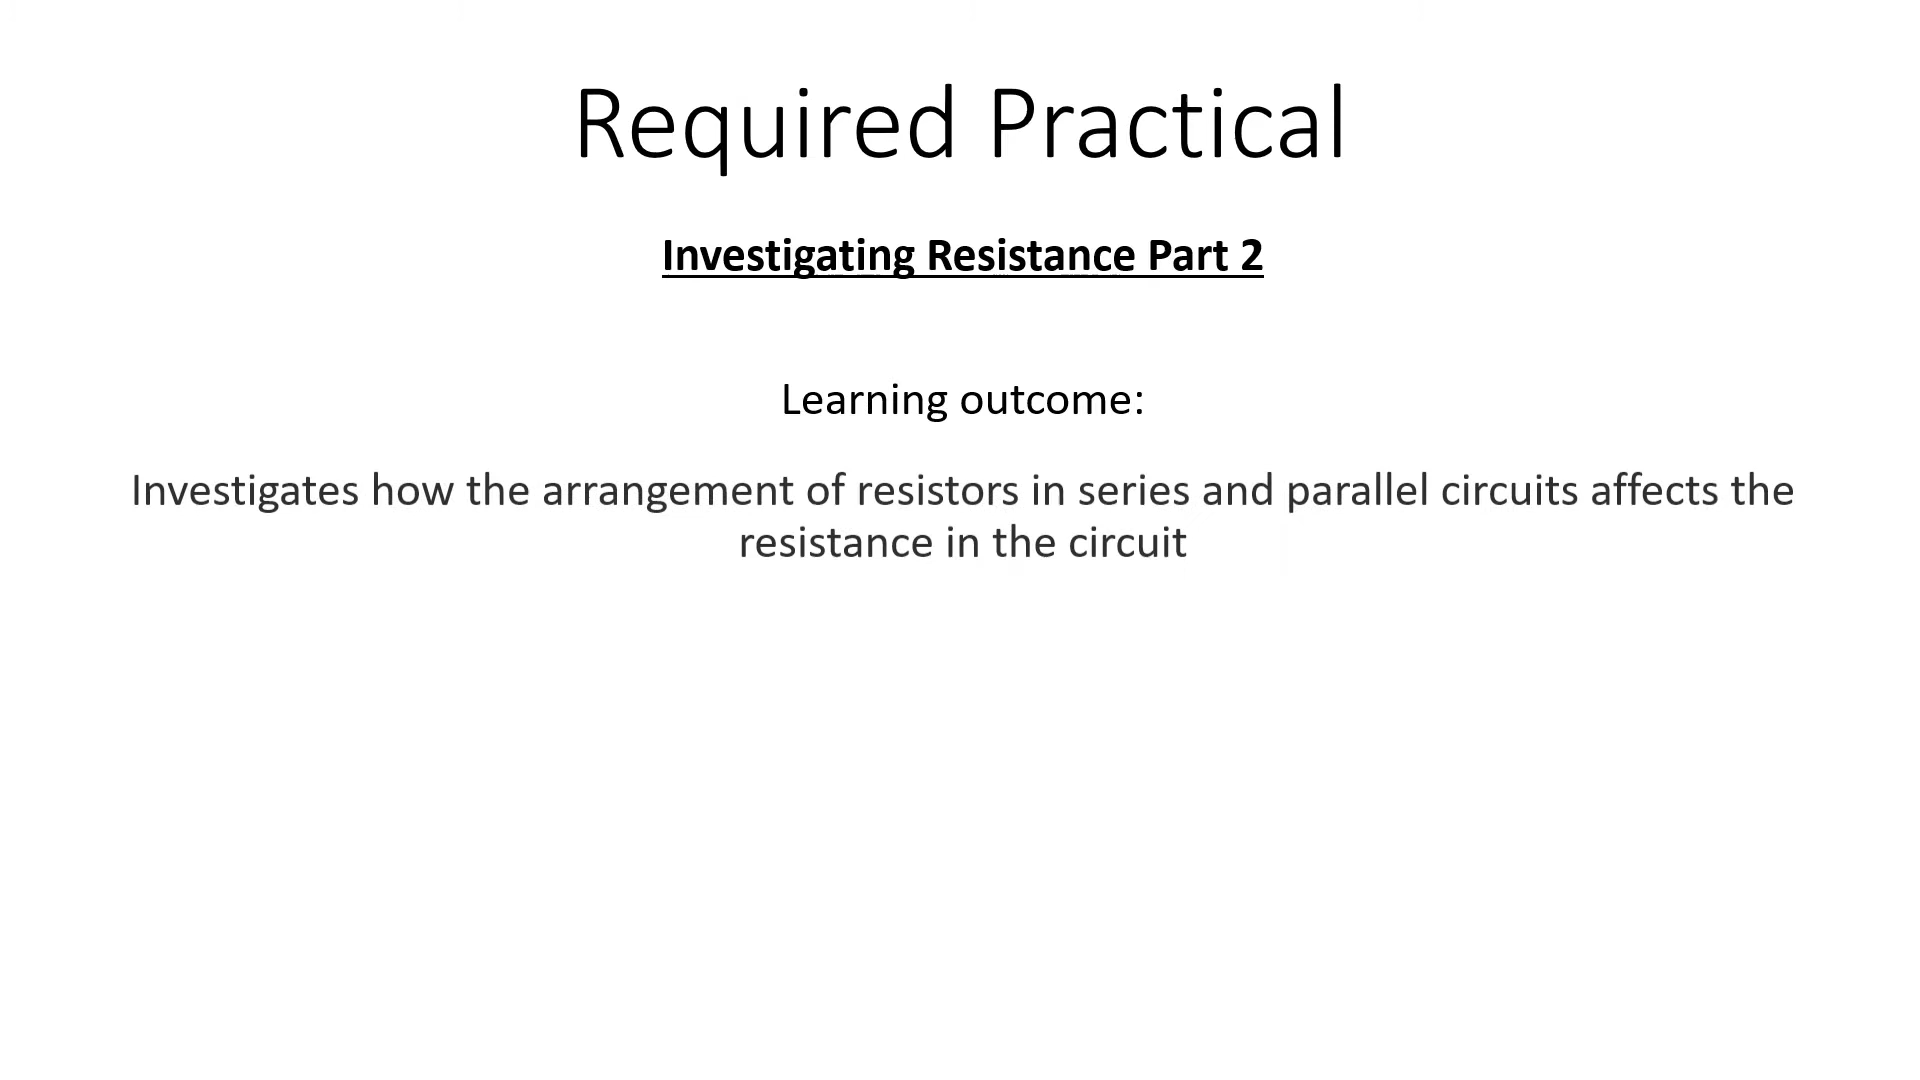 Required Practical
Investigating Resistance Part 2
Learning outcome:
Investigates how the arrangement of resistors in series and parallel circuits affects the
resistance in the circuit